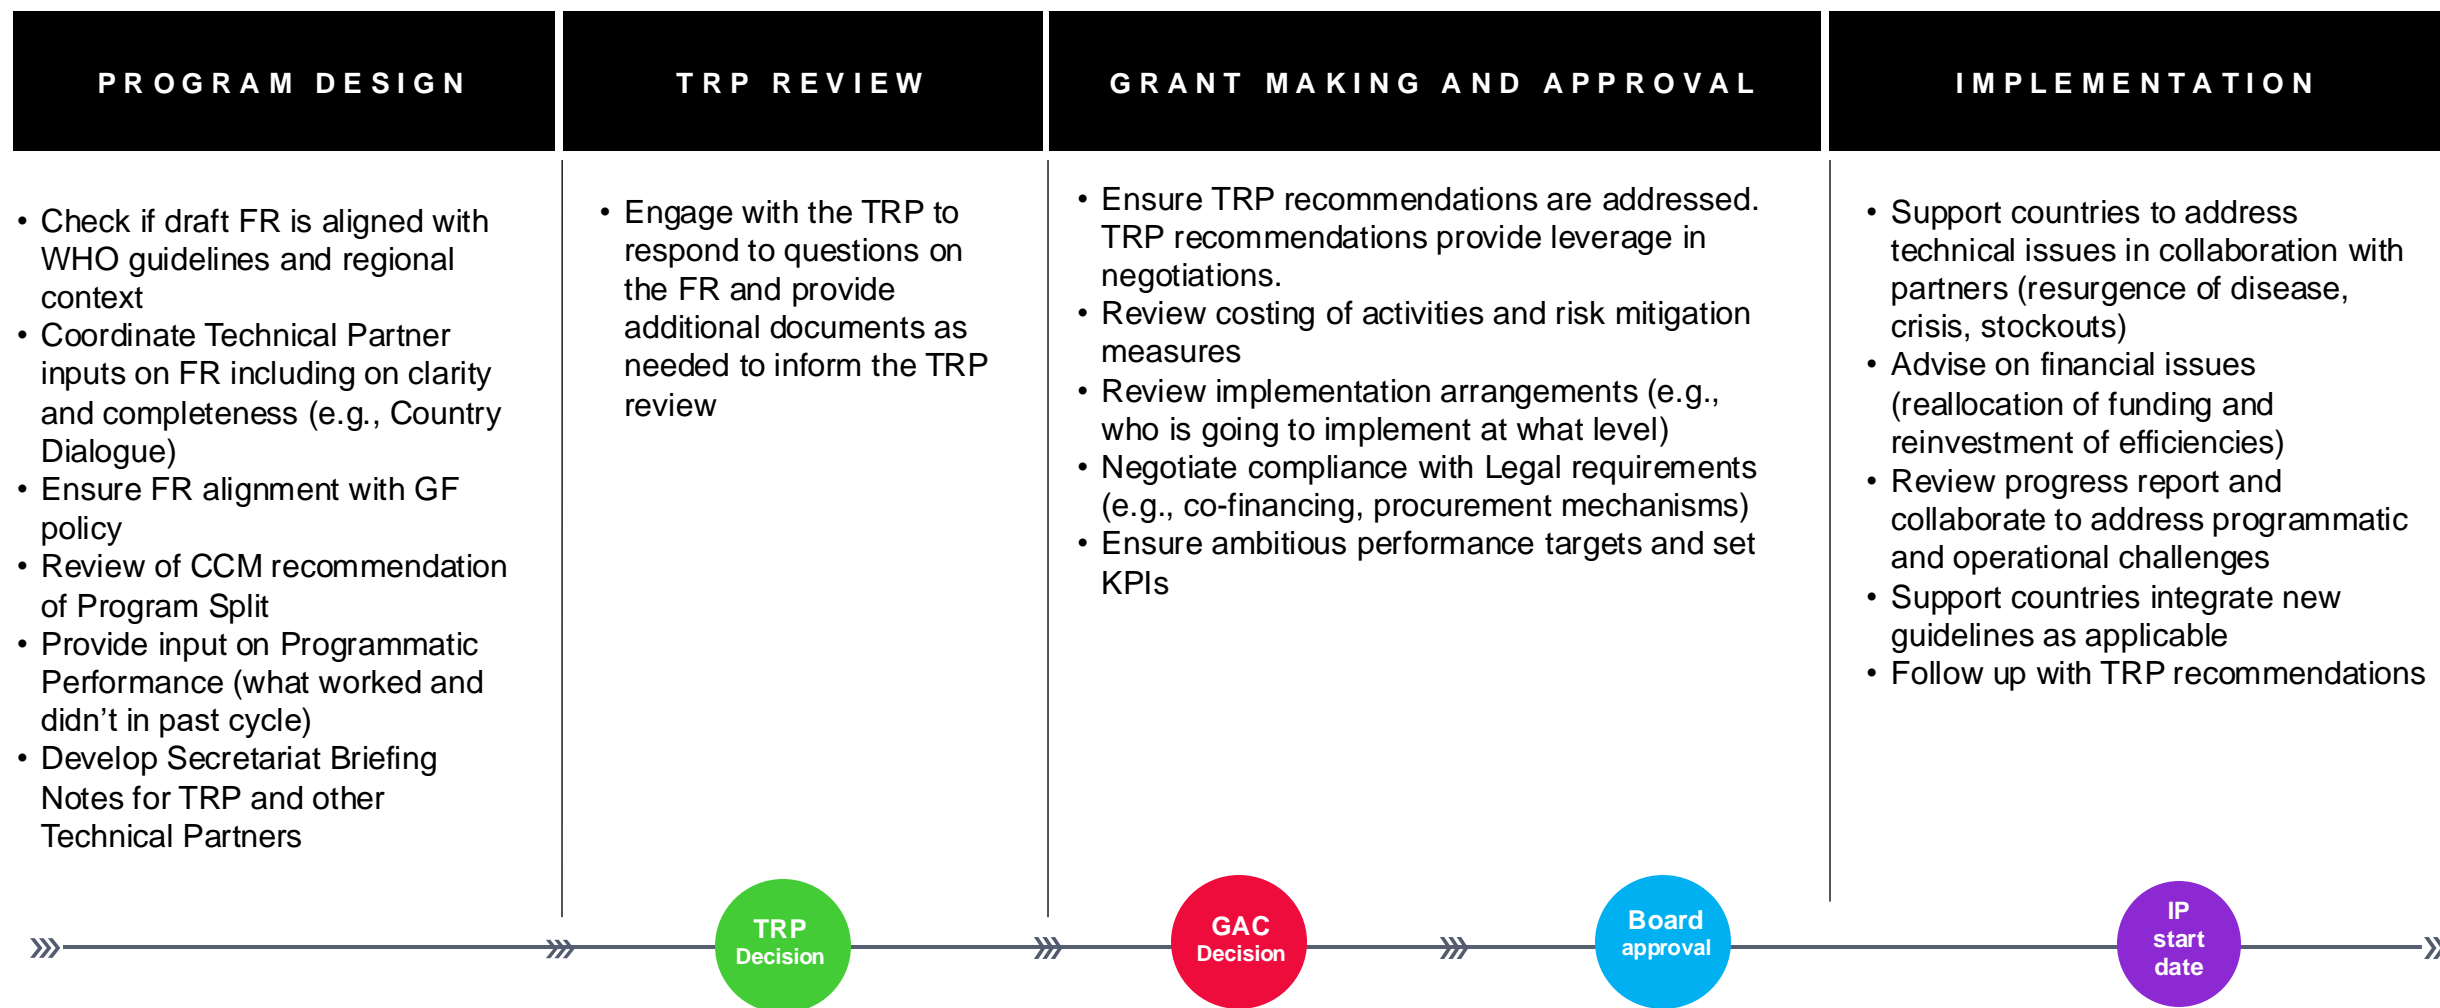 PROGRAM DESIGN
TRP REVIEW
GRANT MAKING AND APPROVAL
IMPLEMENTATION
• Check if draft FR is aligned with
WHO guidelines and regional
context
• Coordinate Technical Partner
inputs on FR including on clarity
and completeness (e.g., Country
Dialogue)
• Ensure FR alignment with GF
policy
• Review of CCM recommendation
of Program Split
• Provide input on Programmatic
Performance (what worked and
didn’t in past cycle)
• Develop Secretariat Briefing
Notes for TRP and other
Technical Partners
• Engage with the TRP to
respond to questions on
the FR and provide
additional documents as
needed to inform the TRP
review
• Ensure TRP recommendations are addressed.
TRP recommendations provide leverage in
negotiations.
• Review costing of activities and risk mitigation
measures
• Review implementation arrangements (e.g.,
who is going to implement at what level)
• Negotiate compliance with Legal requirements
(e.g., co-financing, procurement mechanisms)
• Ensure ambitious performance targets and set
KPIs
• Support countries to address
technical issues in collaboration with
partners (resurgence of disease,
crisis, stockouts)
• Advise on financial issues
(reallocation of funding and
reinvestment of efficiencies)
• Review progress report and
collaborate to address programmatic
and operational challenges
• Support countries integrate new
guidelines as applicable
• Follow up with TRP recommendations
TRP
Decision
GAC
Decision
Board
approval
IP
start
date